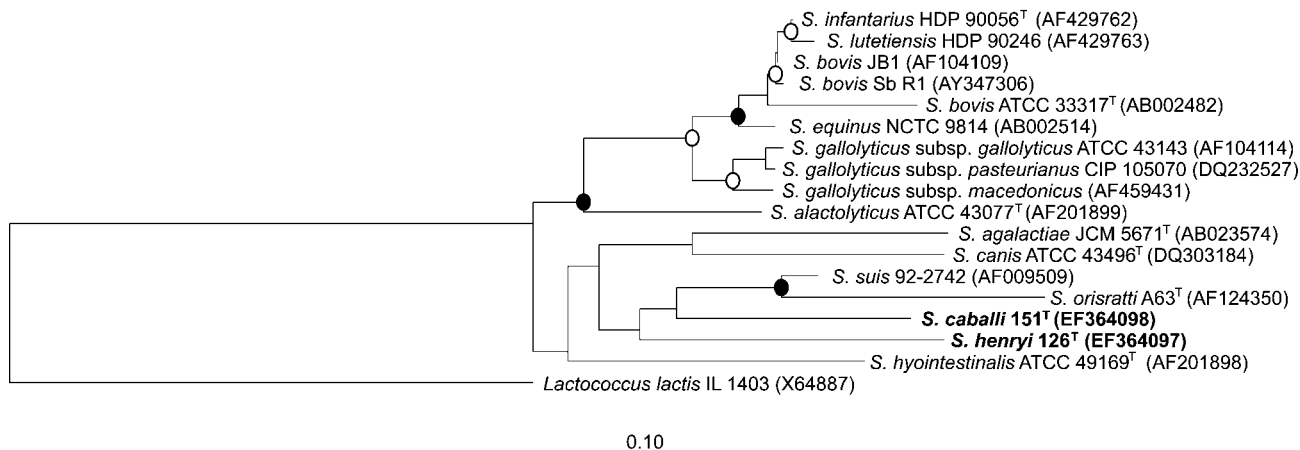 S. infantarius HDP 90056ᵀ (AF429762)
S. lutetiensis HDP 90246 (AF429763)
S. bovis JB1 (AF104109)
S. bovis Sb R1 (AY347306)
S. bovis ATCC 33317ᵀ (AB002482)
S. equinus NCTC 9814 (AB002514)
S. gallolyticus subsp. gallolyticus ATCC 43143 (AF104114)
S. gallolyticus subsp. pasteurianus CIP 105070 (DQ232527)
S. gallolyticus subsp. macedonicus (AF459431)
S. alactolyticus ATCC 43077ᵀ (AF201899)
S. agalactiae JCM 5671ᵀ (AB023574)
S. canis ATCC 43496ᵀ (DQ303184)
S. suis 92-2742 (AF009509)
S. orisratti A63ᵀ (AF124350)
S. caballi 151ᵀ (EF364098)
S. henryi 126ᵀ (EF364097)
S. hyointestinalis ATCC 49169ᵀ (AF201898)
Lactococcus lactis IL 1403 (X64887)
0.10